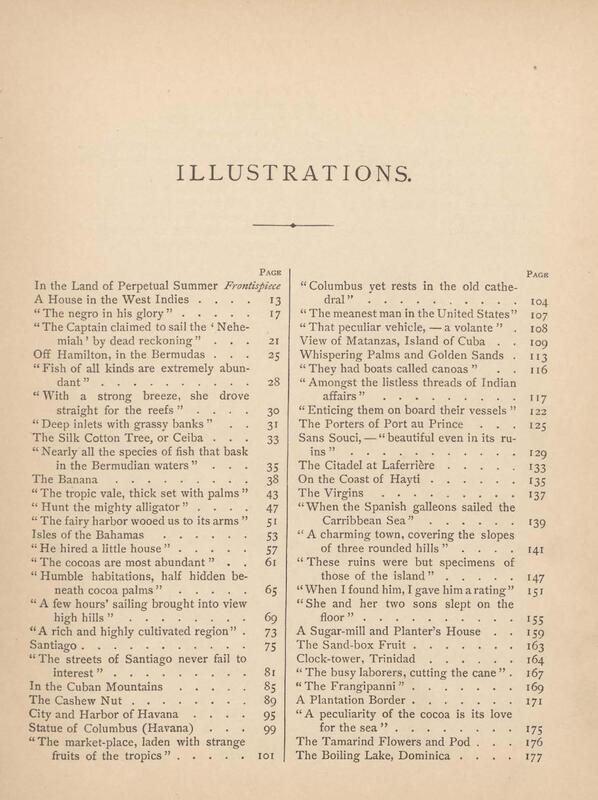 ILLUSTRATIONS.
PAGE
In the Land of Perpetual Summer Frontispiece
A House in the West Indies . . . . 13
“The negro in his glory” . . . . . 17
“The Captain claimed to sail the ‘Nehe-
miah’ by dead reckoning” . . . 21
Off Hamilton, in the Bermudas . . . 25
“Fish of all kinds are extremely abun-
dant” . . . . . . . . . 28
“With a strong breeze, she drove
straight for the reefs” . . . . 30
“Deep inlets with grassy banks” . . 31
The Silk Cotton Tree, or Ceiba . . . 33
“Nearly all the species of fish that bask
in the Bermudian waters” . . . 35
The Banana . . . . . . . . 38
“The tropic vale, thick set with palms” 43
“Hunt the mighty alligator” . . . . 47
“The fairy harbor wooed us to its arms” 51
Isles of the Bahamas . . . . . . 53
“He hired a little house” . . . . . 57
“The cocoas are most abundant” . . 61
“Humble habitations, half hidden be-
neath cocoa palms” . . . . . 65
“A few hours’ sailing brought into view
high hills” . . . . . . . 69
“A rich and highly cultivated region” . 73
Santiago . . . . . . . . . . 75
“The streets of Santiago never fail to
interest” . . . . . . . . 81
In the Cuban Mountains . . . . . 85
The Cashew Nut . . . . . . . 89
City and Harbor of Havana . . . . 95
Statue of Columbus (Havana) . . . 99
“The market-place, laden with strange
fruits of the tropics” . . . . . 101
PAGE
“Columbus yet rests in the old cathe-
dral” . . . . . . . . . 104
“The meanest man in the United States” 107
“That peculiar vehicle, — a volante” . 108
View of Matanzas, Island of Cuba . . 109
Whispering Palms and Golden Sands . 113
“They had boats called canoas” . . 116
“Amongst the listless threads of Indian
affairs” . . . . . . . . 117
“Enticing them on board their vessels” 122
The Porters of Port au Prince . . . 125
Sans Souci, — “beautiful even in its ru-
ins” . . . . . . . . . 129
The Citadel at Laferrière . . . . . 133
On the Coast of Hayti . . . . . 135
The Virgins . . . . . . . . 137
“When the Spanish galleons sailed the
Carribbean Sea” . . . . . . 139
“A charming town, covering the slopes
of three rounded hills” . . . . 141
“These ruins were but specimens of
those of the island” . . . . . 147
“When I found him, I gave him a rating” 151
“She and her two sons slept on the
floor” . . . . . . . . . 155
A Sugar-mill and Planter’s House . . 159
The Sand-box Fruit . . . . . . 163
Clock-tower, Trinidad . . . . . . 164
“The busy laborers, cutting the cane” . 167
“The Frangipanni” . . . . . . . 169
A Plantation Border . . . . . . 171
“A peculiarity of the cocoa is its love
for the sea” . . . . . . . 175
The Tamarind Flowers and Pod . . . 176
The Boiling Lake, Dominica . . . . 177